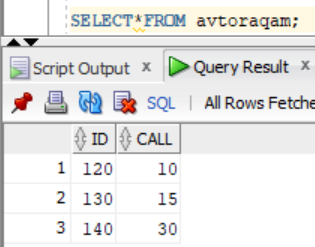 SELECT*FROM avtoraqam;
Script Output x Query Result x
SQL | All Rows Fetche
ID CALL
1 120 10
2 130 15
3 140 30